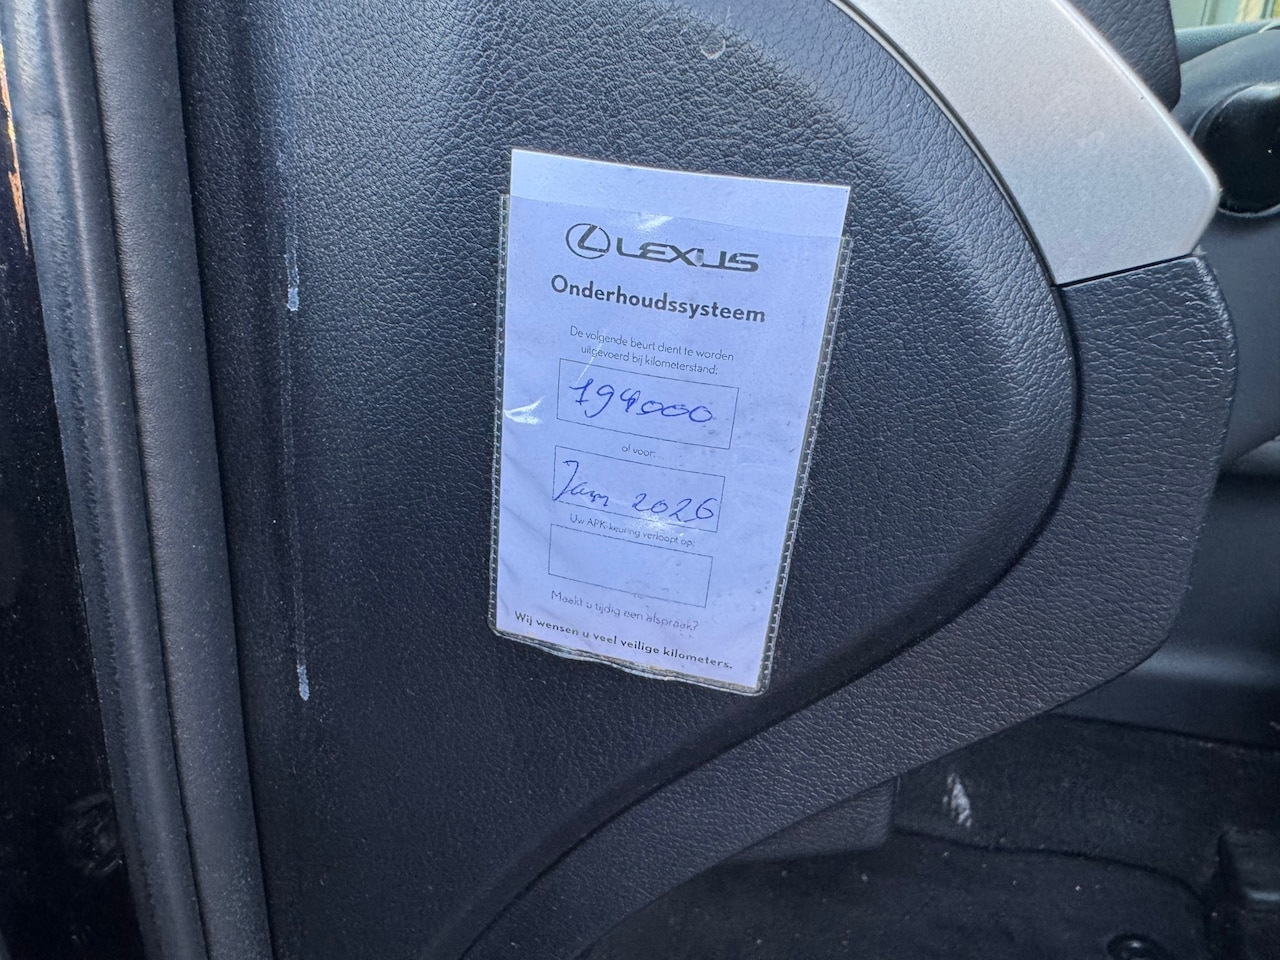 LEXUS
Onderhoudssysteem
De volgende beurt dient te worden
uitgevoerd bij kilometerstand:
194000
of voor:
Jan 2026
Uw APK-keuring verloopt op:
Maakt u tijdig een afspraak?
Wij wensen u veel veilige kilometers.